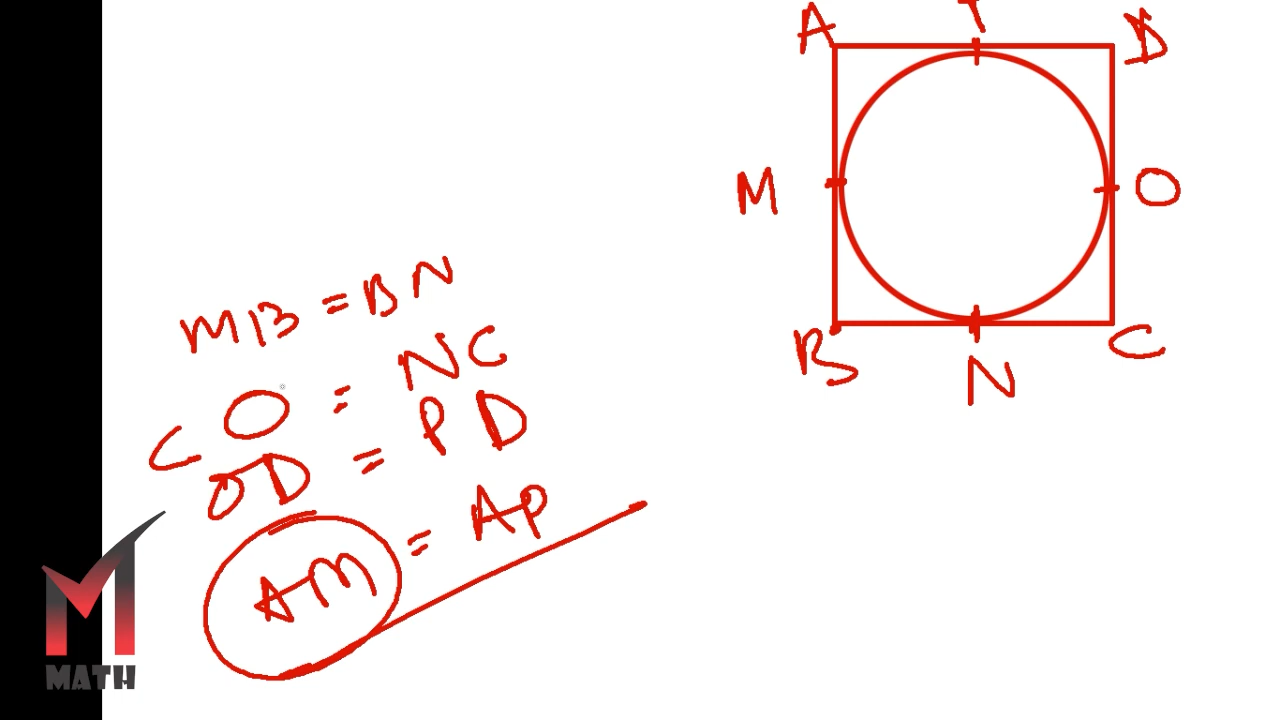 A
D
M
O
B
N
C
MB = BN
CO = NC
OD = PD
AM = AP
MATH